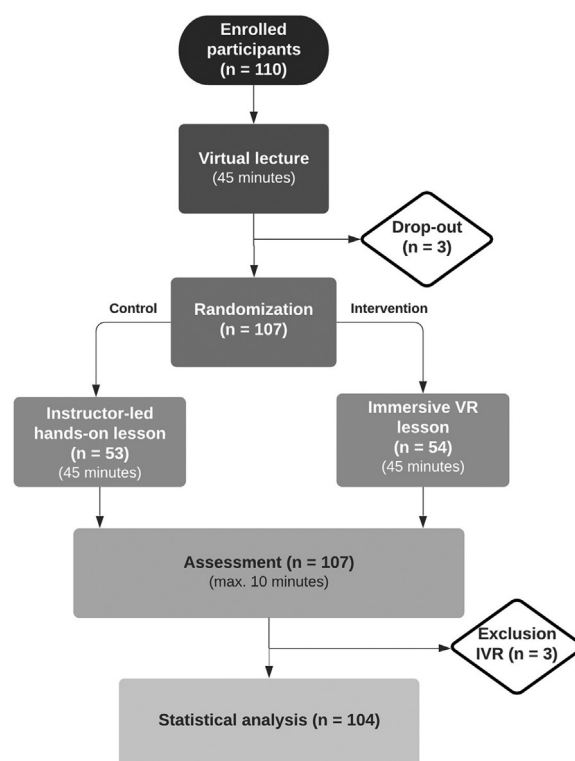 Enrolled
participants
(n = 110)
Virtual lecture
(45 minutes)
Drop-out
(n = 3)
Control
Randomization
(n = 107)
Intervention
Instructor-led
hands-on lesson
(n = 53)
(45 minutes)
Immersive VR
lesson
(n = 54)
(45 minutes)
Assessment (n = 107)
(max. 10 minutes)
Exclusion
IVR (n = 3)
Statistical analysis (n = 104)